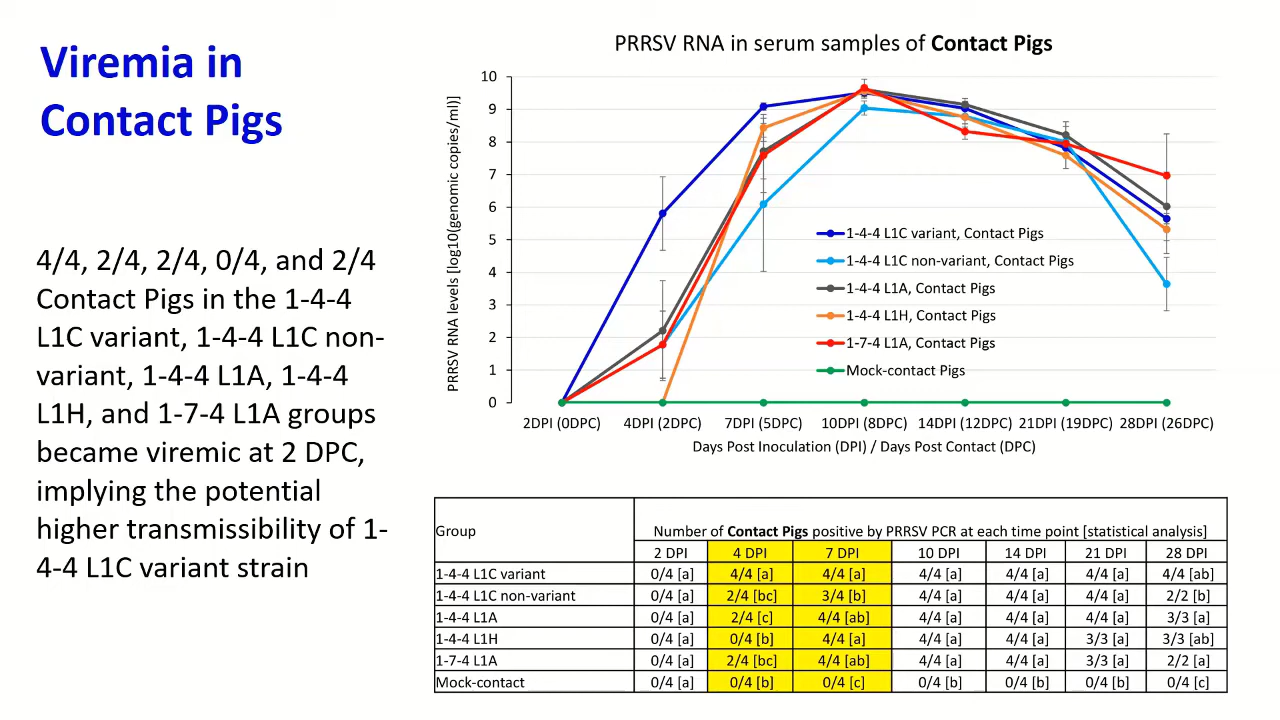 Viremia in
Contact Pigs
4/4, 2/4, 2/4, 0/4, and 2/4
Contact Pigs in the 1-4-4
L1C variant, 1-4-4 L1C non-
variant, 1-4-4 L1A, 1-4-4
L1H, and 1-7-4 L1A groups
became viremic at 2 DPC,
implying the potential
higher transmissibility of 1-
4-4 L1C variant strain
PRRSV RNA in serum samples of Contact Pigs
PRRSV RNA levels [log10(genomic copies/ml)]
10
9
8
7
6
5
4
3
2
1
0
1-4-4 L1C variant, Contact Pigs
1-4-4 L1C non-variant, Contact Pigs
1-4-4 L1A, Contact Pigs
1-4-4 L1H, Contact Pigs
1-7-4 L1A, Contact Pigs
Mock-contact Pigs
2DPI (0DPC) 4DPI (2DPC) 7DPI (5DPC) 10DPI (8DPC) 14DPI (12DPC) 21DPI (19DPC) 28DPI (26DPC)
Days Post Inoculation (DPI) / Days Post Contact (DPC)
Group Number of Contact Pigs positive by PRRSV PCR at each time point [statistical analysis]
2 DPI 4 DPI 7 DPI 10 DPI 14 DPI 21 DPI 28 DPI
1-4-4 L1C variant 0/4 [a] 4/4 [a] 4/4 [a] 4/4 [a] 4/4 [a] 4/4 [a] 4/4 [ab]
1-4-4 L1C non-variant 0/4 [a] 2/4 [bc] 3/4 [b] 4/4 [a] 4/4 [a] 4/4 [a] 2/2 [b]
1-4-4 L1A 0/4 [a] 2/4 [c] 4/4 [ab] 4/4 [a] 4/4 [a] 4/4 [a] 3/3 [a]
1-4-4 L1H 0/4 [a] 0/4 [b] 4/4 [a] 4/4 [a] 4/4 [a] 3/3 [a] 3/3 [ab]
1-7-4 L1A 0/4 [a] 2/4 [bc] 4/4 [ab] 4/4 [a] 4/4 [a] 3/3 [a] 2/2 [a]
Mock-contact 0/4 [a] 0/4 [b] 0/4 [c] 0/4 [b] 0/4 [b] 0/4 [b] 0/4 [c]